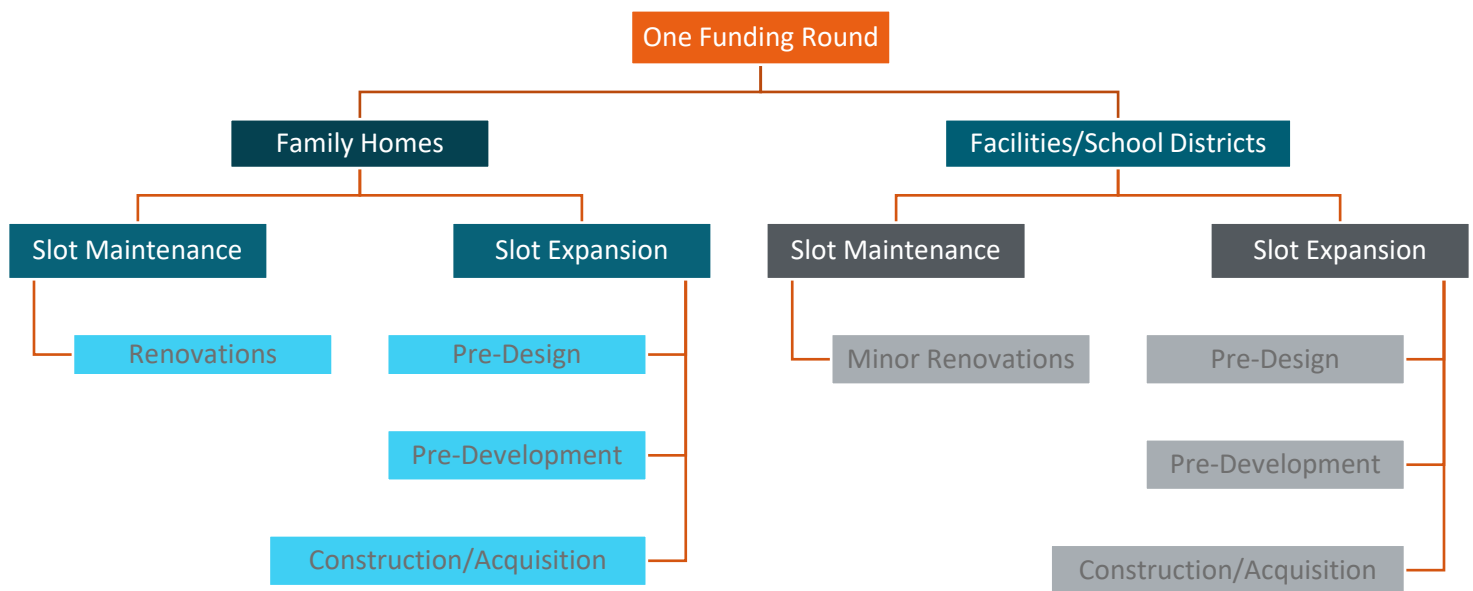 One Funding Round
Family Homes
Facilities/School Districts
Slot Maintenance
Slot Expansion
Slot Maintenance
Slot Expansion
Renovations
Pre-Design
Minor Renovations
Pre-Design
Pre-Development
Pre-Development
Construction/Acquisition
Construction/Acquisition